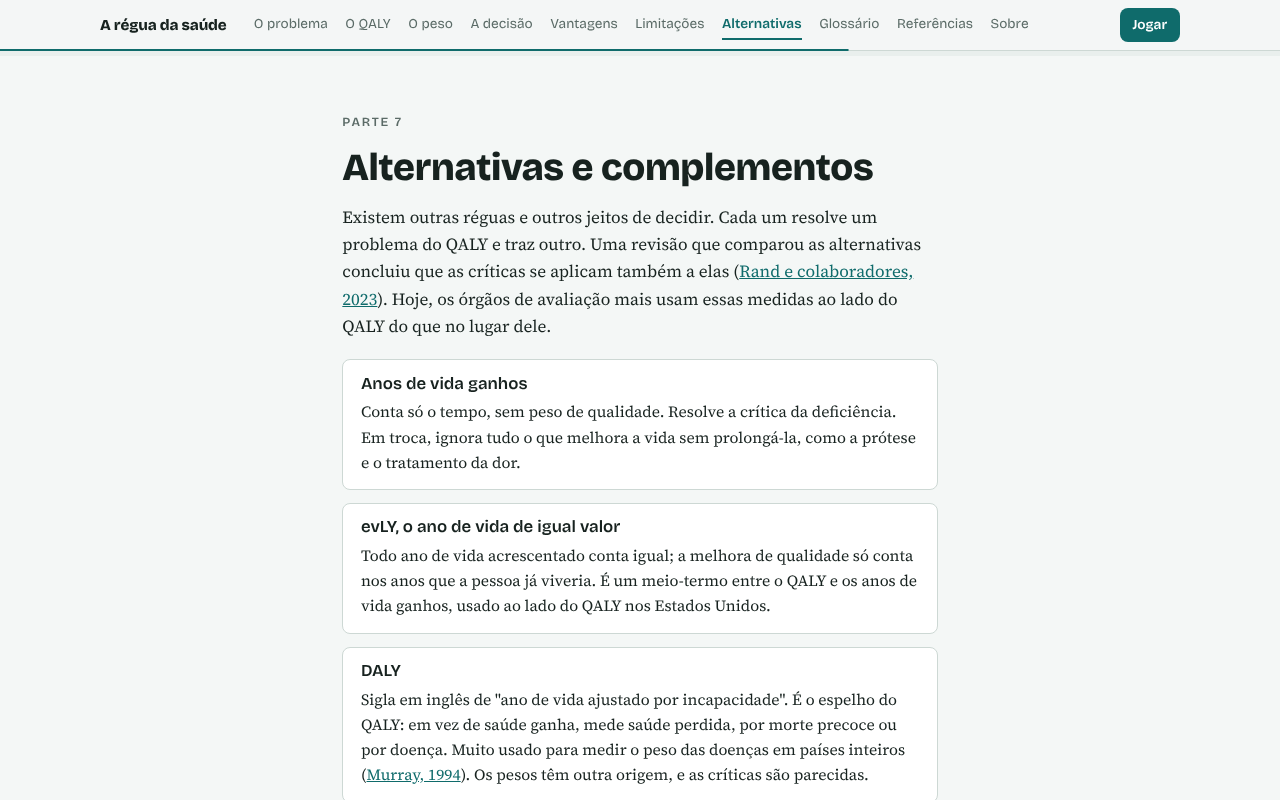 A régua da saúde O problema O QALY O peso A decisão Vantagens Limitações Alternativas Glossário Referências Sobre Jogar
PARTE 7
Alternativas e complementos
Existem outras réguas e outros jeitos de decidir. Cada um resolve um
problema do QALY e traz outro. Uma revisão que comparou as alternativas
concluiu que as críticas se aplicam também a elas (Rand e colaboradores,
2023). Hoje, os órgãos de avaliação mais usam essas medidas ao lado do
QALY do que no lugar dele.
Anos de vida ganhos
Conta só o tempo, sem peso de qualidade. Resolve a crítica da deficiência.
Em troca, ignora tudo o que melhora a vida sem prolongá-la, como a prótese
e o tratamento da dor.
evLY, o ano de vida de igual valor
Todo ano de vida acrescentado conta igual; a melhora de qualidade só conta
nos anos que a pessoa já viveria. É um meio-termo entre o QALY e os anos de
vida ganhos, usado ao lado do QALY nos Estados Unidos.
DALY
Sigla em inglês de "ano de vida ajustado por incapacidade". É o espelho do
QALY: em vez de saúde ganha, mede saúde perdida, por morte precoce ou
por doença. Muito usado para medir o peso das doenças em países inteiros
(Murray, 1994). Os pesos têm outra origem, e as críticas são parecidas.